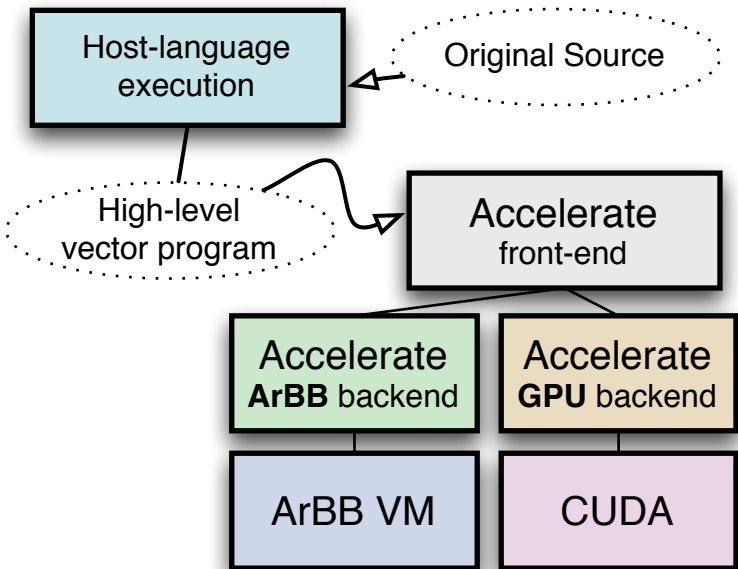 Host-language
execution
Original Source
High-level
vector program
Accelerate
front-end
Accelerate
ArBB backend
Accelerate
GPU backend
ArBB VM
CUDA